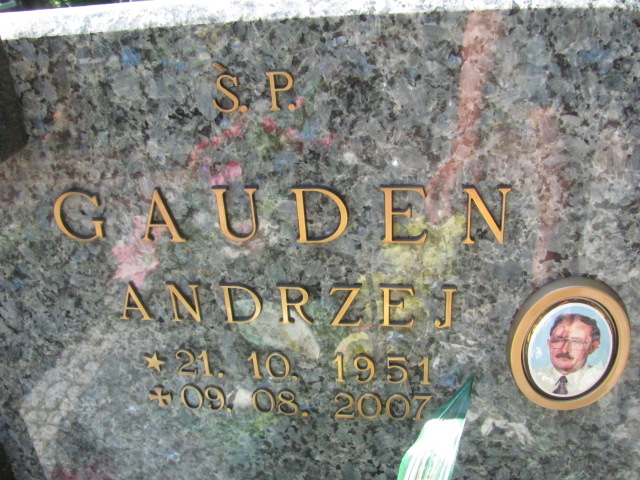 Ś. P.
GAUDEN
ANDRZEJ
★ 21. 10. 1951
✝ 09. 08. 2007